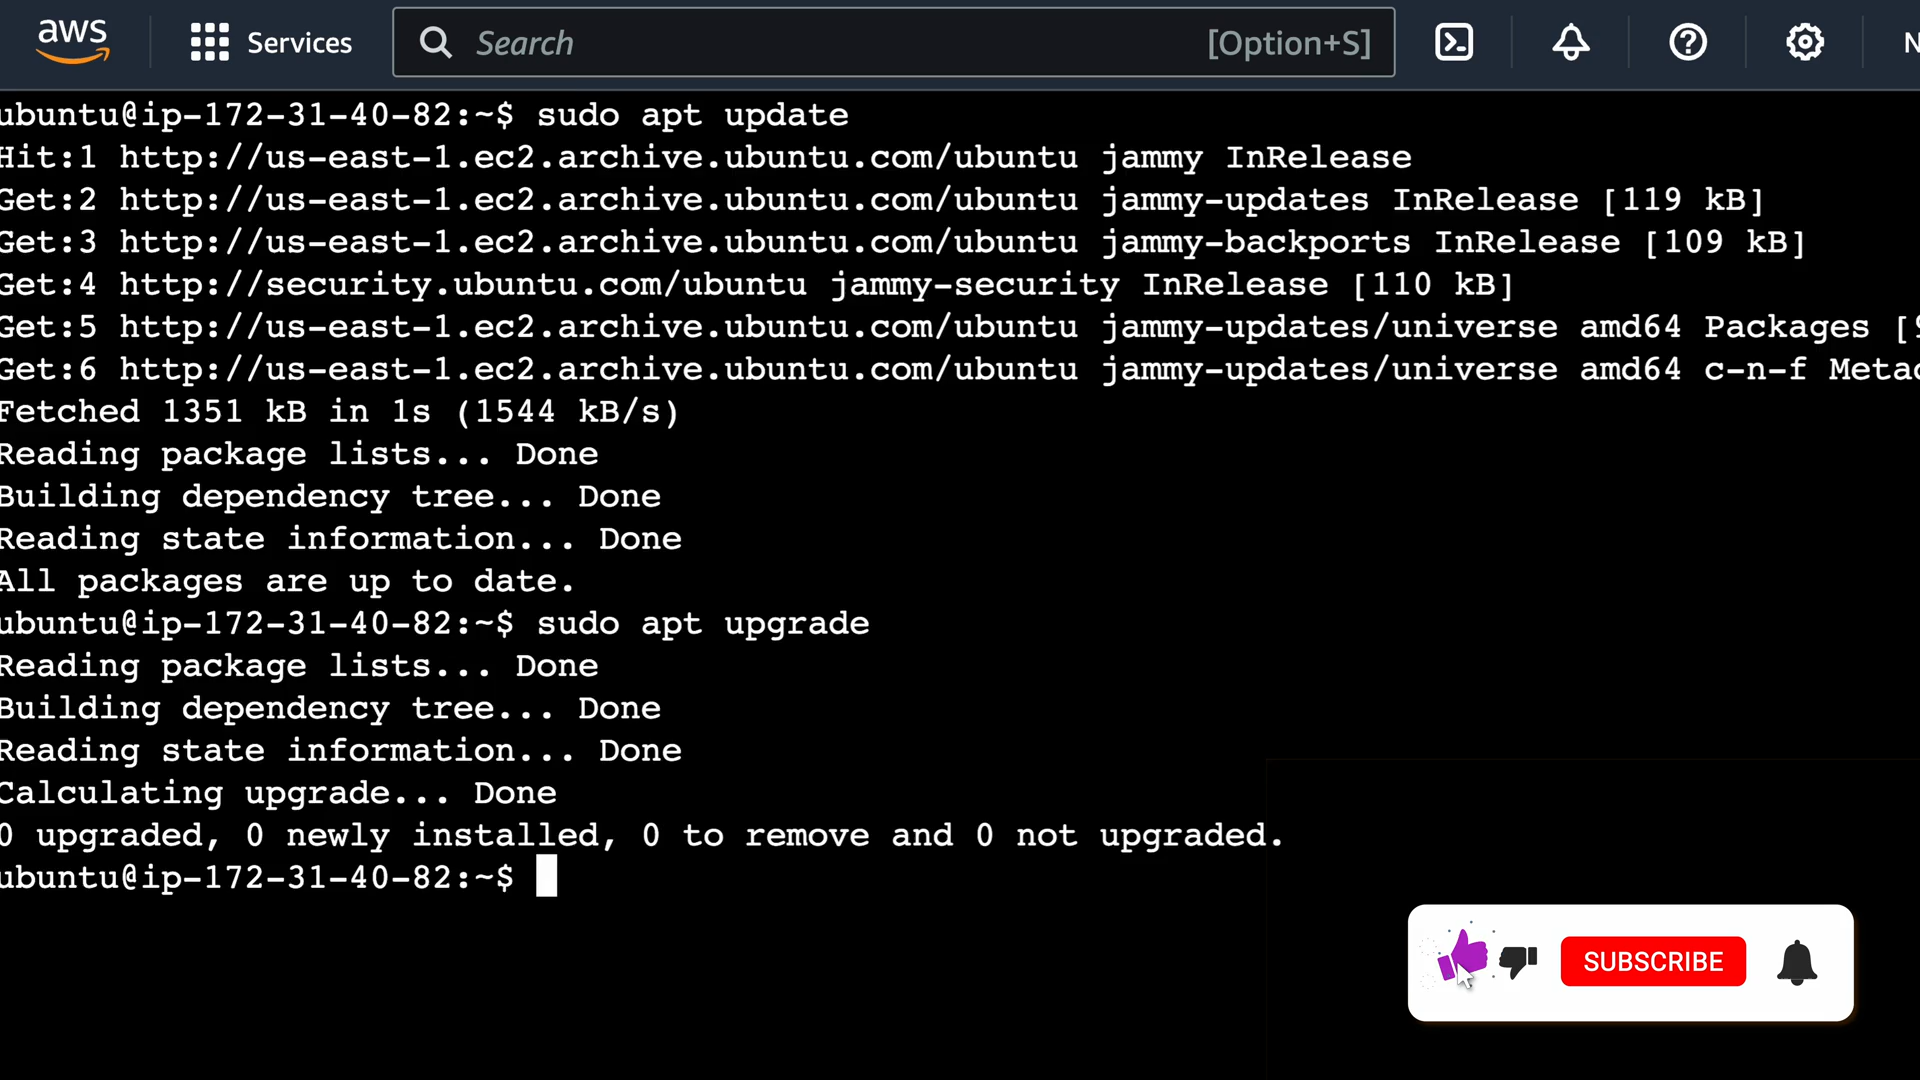 aws Services Search [Option+S] N
ubuntu@ip-172-31-40-82:~$ sudo apt update
Hit:1 http://us-east-1.ec2.archive.ubuntu.com/ubuntu jammy InRelease
Get:2 http://us-east-1.ec2.archive.ubuntu.com/ubuntu jammy-updates InRelease [119 kB]
Get:3 http://us-east-1.ec2.archive.ubuntu.com/ubuntu jammy-backports InRelease [109 kB]
Get:4 http://security.ubuntu.com/ubuntu jammy-security InRelease [110 kB]
Get:5 http://us-east-1.ec2.archive.ubuntu.com/ubuntu jammy-updates/universe amd64 Packages [
Get:6 http://us-east-1.ec2.archive.ubuntu.com/ubuntu jammy-updates/universe amd64 c-n-f
Fetched 1351 kB in 1s (1544 kB/s)
Reading package lists... Done
Building dependency tree... Done
Reading state information... Done
All packages are up to date.
ubuntu@ip-172-31-40-82:~$ sudo apt upgrade
Reading package lists... Done
Building dependency tree... Done
Reading state information... Done
Calculating upgrade... Done
0 upgraded, 0 newly installed, 0 to remove and 0 not upgraded.
ubuntu@ip-172-31-40-82:~$
SUBSCRIBE